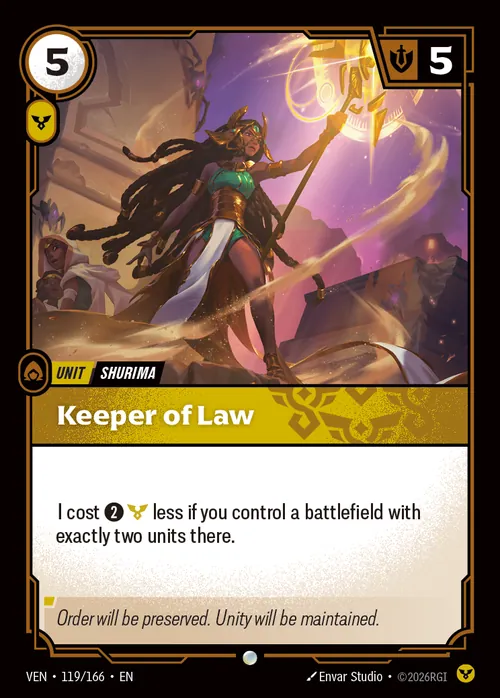 5
5
UNIT
SHURIMA
Keeper of Law
I cost 2 less if you control a battlefield with
exactly two units there.
Order will be preserved. Unity will be maintained.
VEN • 119/166 • EN
Envar Studio • ©2026RGI